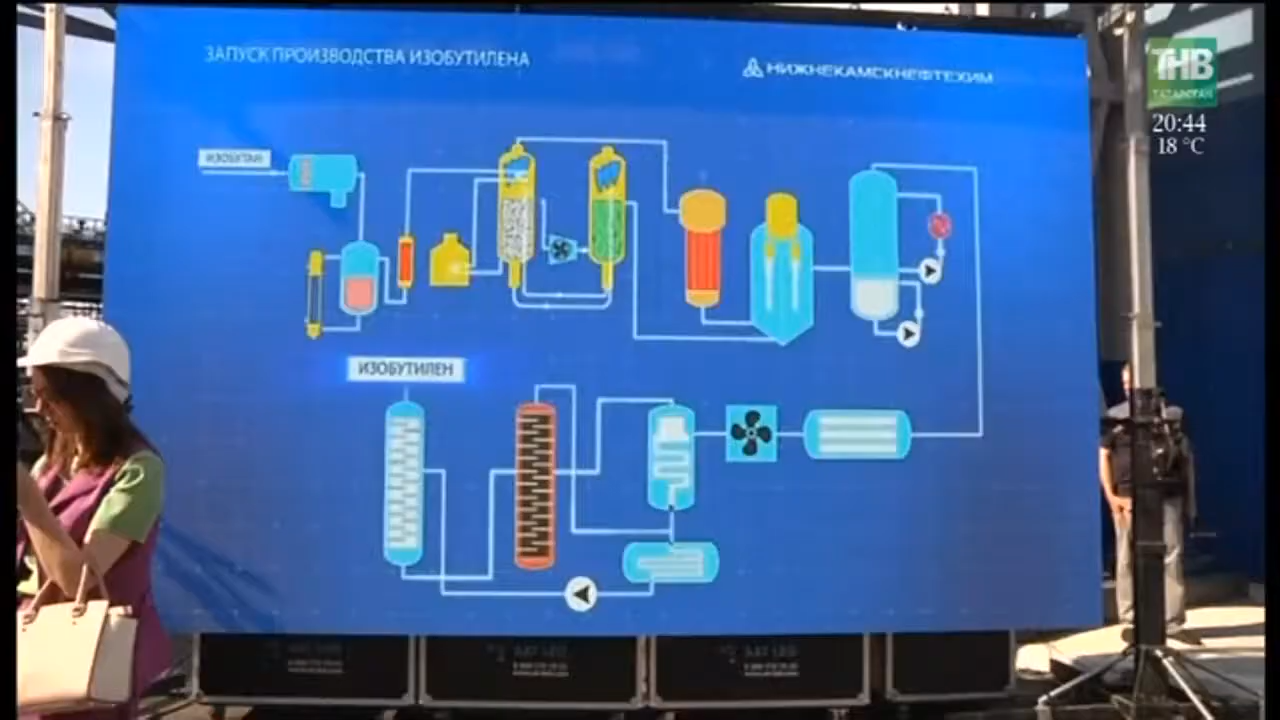 ЗАПУСК ПРОИЗВОДСТВА ИЗОБУТИЛЕНА
НИЖНЕКАМСКНЕФТЕХИМ
ТНВ
ТАТАРСТАН
20:44
18 °C
ИЗОБУТАН
ИЗОБУТИЛЕН